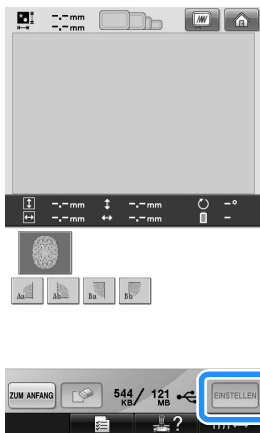 -.- mm
-.- mm
-.- mm -.- mm -°
-.- mm -.- mm -
Aa Ab Ba Bb
ZUM ANFANG 544 KB/ 121 MB EINSTELLEN
?